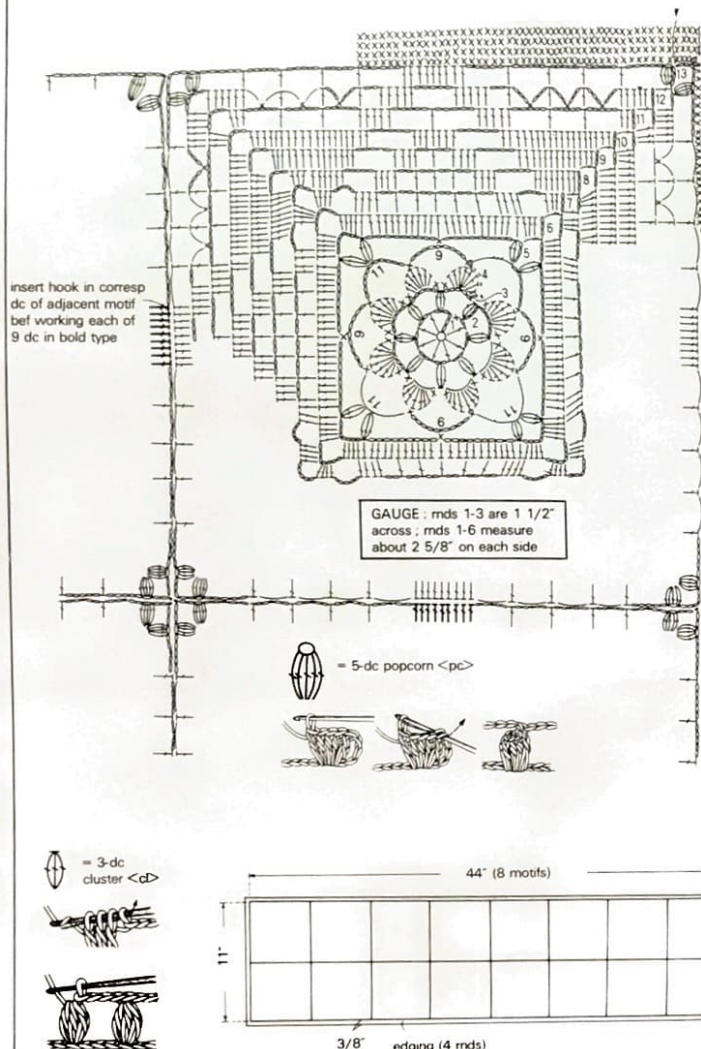 13
12
11
10
9
8
7
6
5
9
4
3
2
11
11
9
6
11
11
6
insert hook in corresp
dc of adjacent motif
bef working each of
9 dc in bold type
GAUGE : rnds 1-3 are 1 1/2"
across ; rnds 1-6 measure
about 2 5/8" on each side
= 5-dc popcorn <pc>
= 3-dc
cluster <cl>
44" (8 motifs)
11"
3/8" edging (4 rnds)